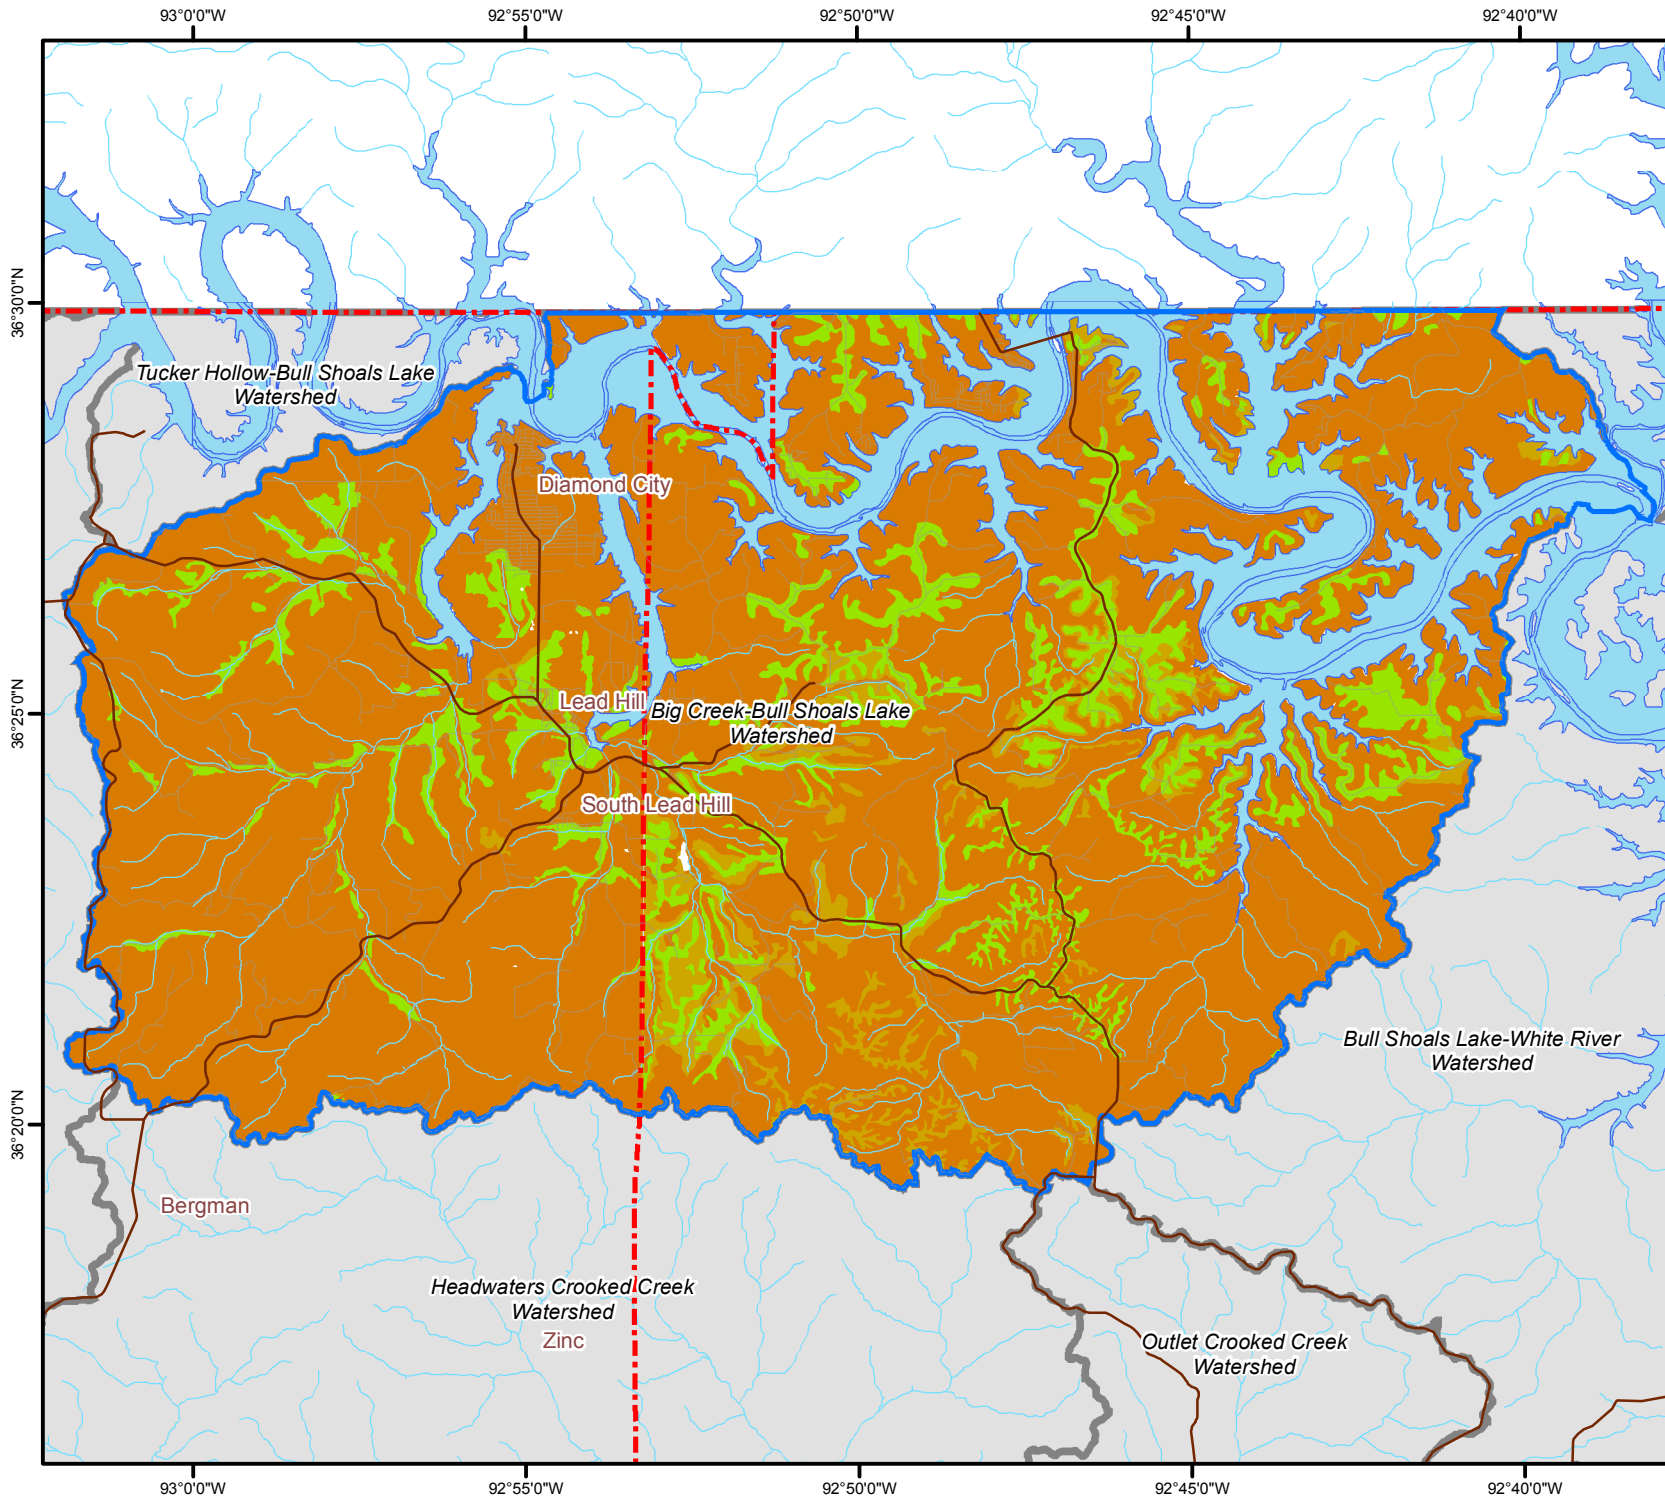 93°0'0"W
92°55'0"W
92°50'0"W
92°45'0"W
92°40'0"W
36°30'0"N
Tucker Hollow-Bull Shoals Lake
Watershed
Diamond City
36°25'0"N
Lead Hill
Big Creek-Bull Shoals Lake
Watershed
South Lead Hill
Bull Shoals Lake-White River
Watershed
36°20'0"N
Bergman
Headwaters Crooked Creek
Watershed
Zinc
Outlet Crooked Creek
Watershed
93°0'0"W
92°55'0"W
92°50'0"W
92°45'0"W
92°40'0"W